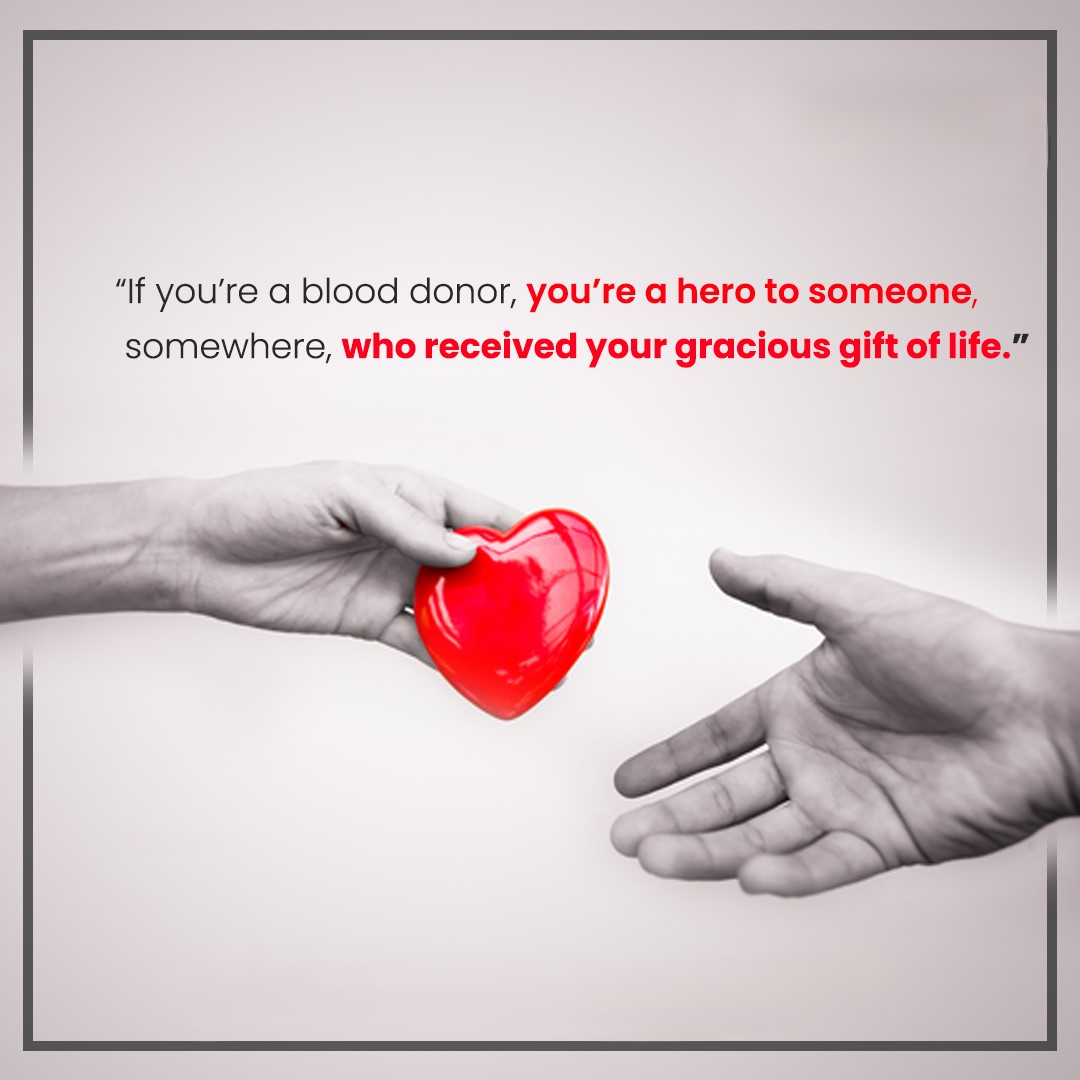 “If you’re a blood donor, you’re a hero to someone,
somewhere, who received your gracious gift of life.”